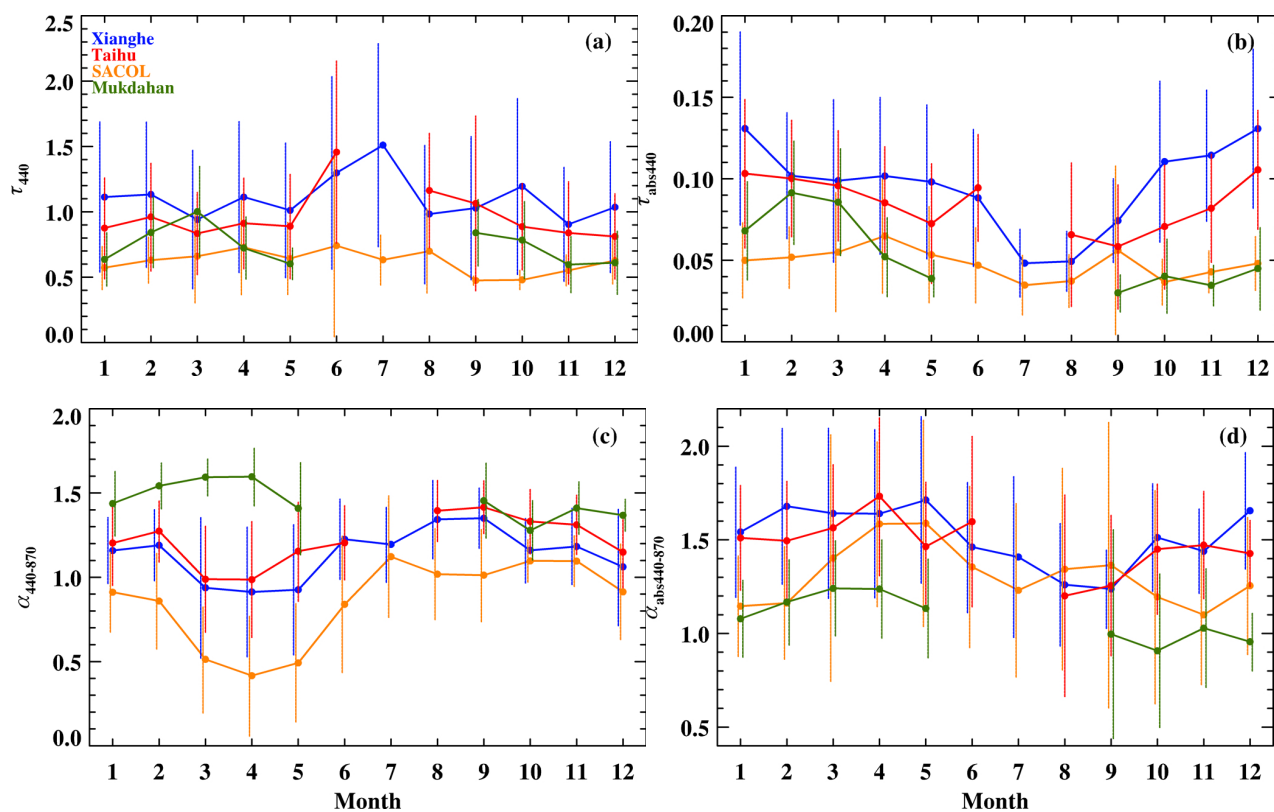 2.5
2.0
1.5
1.0
0.5
0.0
τ440
Xianghe
Taihu
SACOL
Mukdahan
(a)
1 2 3 4 5 6 7 8 9 10 11 12
0.20
0.15
0.10
0.05
0.00
τabs440
(b)
1 2 3 4 5 6 7 8 9 10 11 12
2.0
1.5
1.0
0.5
0.0
α440-870
(c)
1 2 3 4 5 6 7 8 9 10 11 12
Month
2.0
1.5
1.0
0.5
αabs440-870
(d)
1 2 3 4 5 6 7 8 9 10 11 12
Month